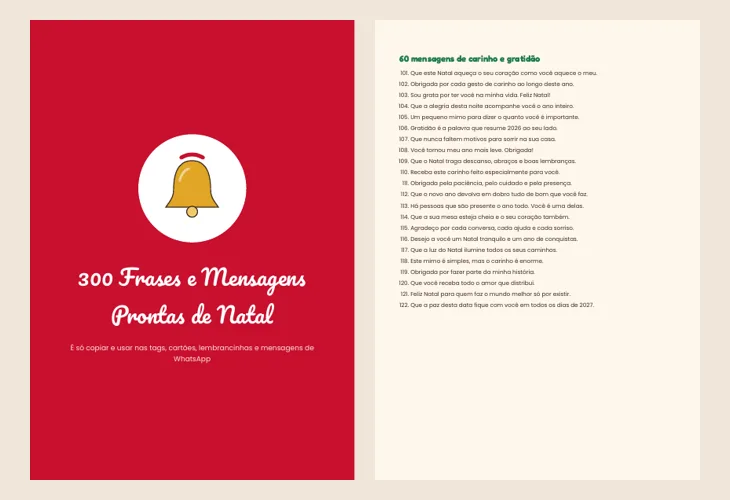 300 Frases e Mensagens
Prontas de Natal
É só copiar e usar nas tags, cartões, lembrancinhas e mensagens de
WhatsApp
60 mensagens de carinho e gratidão
101. Que este Natal aqueça o seu coração como você aquece o meu.
102. Obrigada por cada gesto de carinho ao longo deste ano.
103. Sou grata por ter você na minha vida. Feliz Natal!
104. Que a alegria desta noite acompanhe você o ano inteiro.
105. Um pequeno mimo para dizer o quanto você é importante.
106. Gratidão é a palavra que resume 2026 ao seu lado.
107. Que nunca faltem motivos para sorrir na sua casa.
108. Você tornou meu ano mais leve. Obrigada!
109. Que o Natal traga descanso, abraços e boas lembranças.
110. Receba este carinho feito especialmente para você.
111. Obrigada pela paciência, pelo cuidado e pela presença.
112. Que o novo ano devolva em dobro tudo de bom que você faz.
113. Há pessoas que são presente o ano todo. Você é uma delas.
114. Que a sua mesa esteja cheia e o seu coração também.
115. Agradeço por cada conversa, cada ajuda e cada sorriso.
116. Desejo a você um Natal tranquilo e um ano de conquistas.
117. Que a luz do Natal ilumine todos os seus caminhos.
118. Este mimo é simples, mas o carinho é enorme.
119. Obrigada por fazer parte da minha história.
120. Que você receba todo o amor que distribui.
121. Feliz Natal para quem faz o mundo melhor só por existir.
122. Que a paz desta data fique com você em todos os dias de 2027.